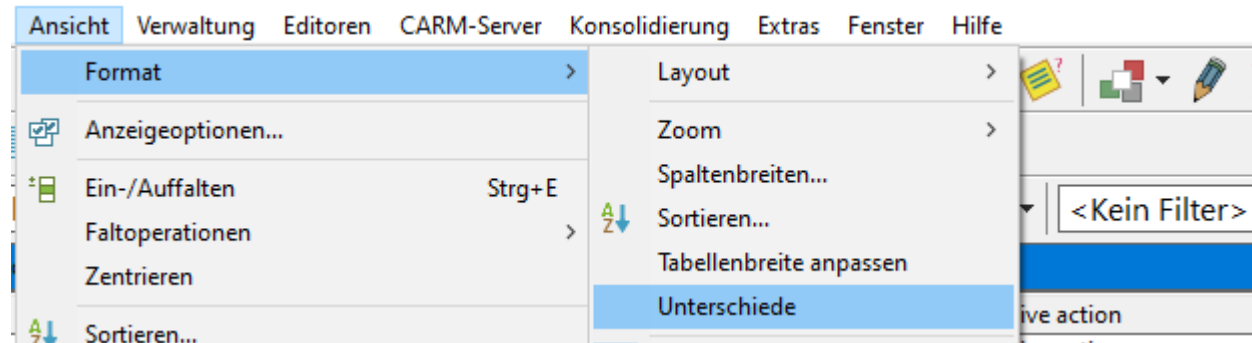 Ansicht Verwaltung Editoren CARM-Server Konsolidierung Extras Fenster Hilfe
Format
Anzeigeoptionen...
Ein-/Auffalten Strg+E
Faltoperationen
Zentrieren
Sortieren...
Layout
Zoom
Spaltenbreiten...
Sortieren...
Tabellenbreite anpassen
Unterschiede
<Kein Filter>
ive action